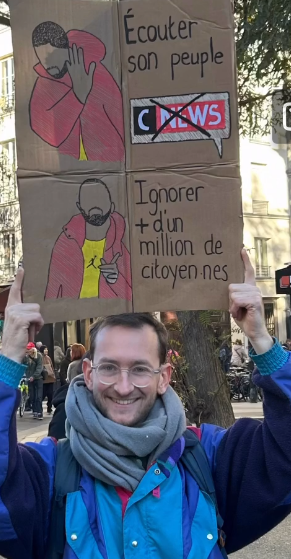 Écouter
son peuple
CNEWS
Ignorer
+ d'un
million de
citoyen·nes